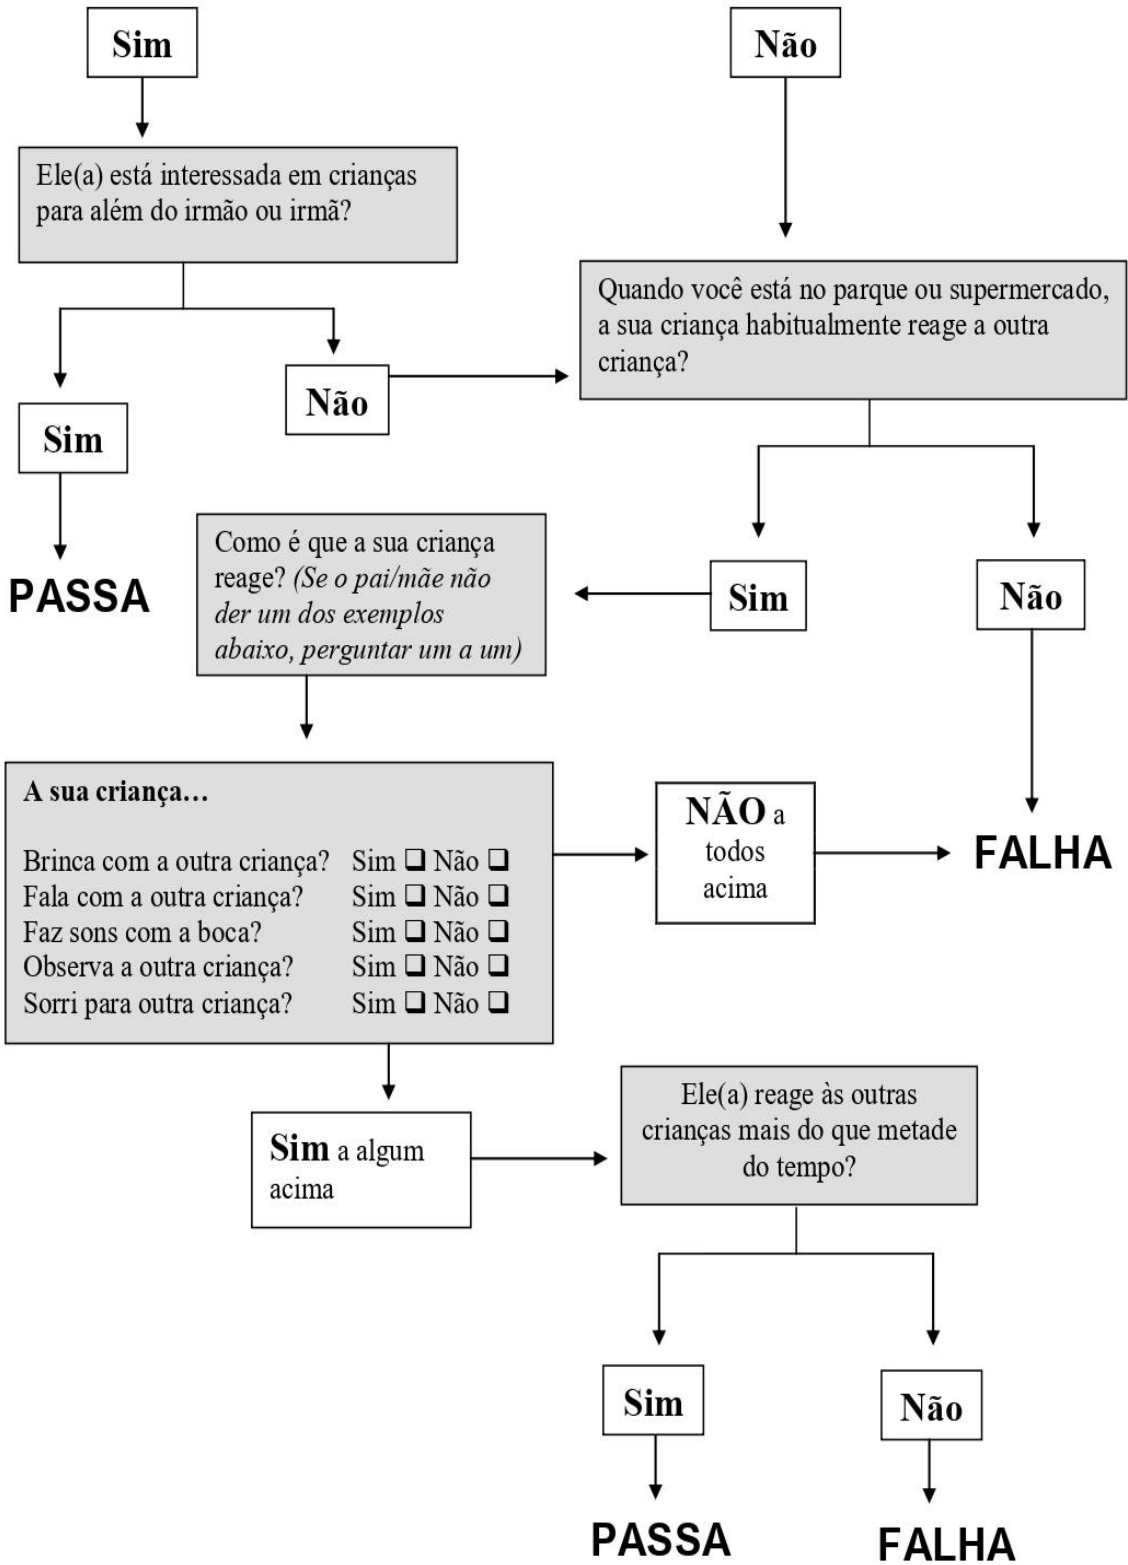 Sim
Não
Ele(a) está interessada em crianças
para além do irmão ou irmã?
Quando você está no parque ou supermercado,
a sua criança habitualmente reage a outra
criança?
Não
Sim
PASSA
Como é que a sua criança
reage? (Se o pai/mãe não
der um dos exemplos
abaixo, perguntar um a um)
Sim
Não
A sua criança...
Brinca com a outra criança? Sim ❑ Não ❑
Fala com a outra criança? Sim ❑ Não ❑
Faz sons com a boca? Sim ❑ Não ❑
Observa a outra criança? Sim ❑ Não ❑
Sorri para outra criança? Sim ❑ Não ❑
NÃO a
todos
acima
FALHA
Sim a algum
acima
Ele(a) reage às outras
crianças mais do que metade
do tempo?
Sim
Não
PASSA
FALHA